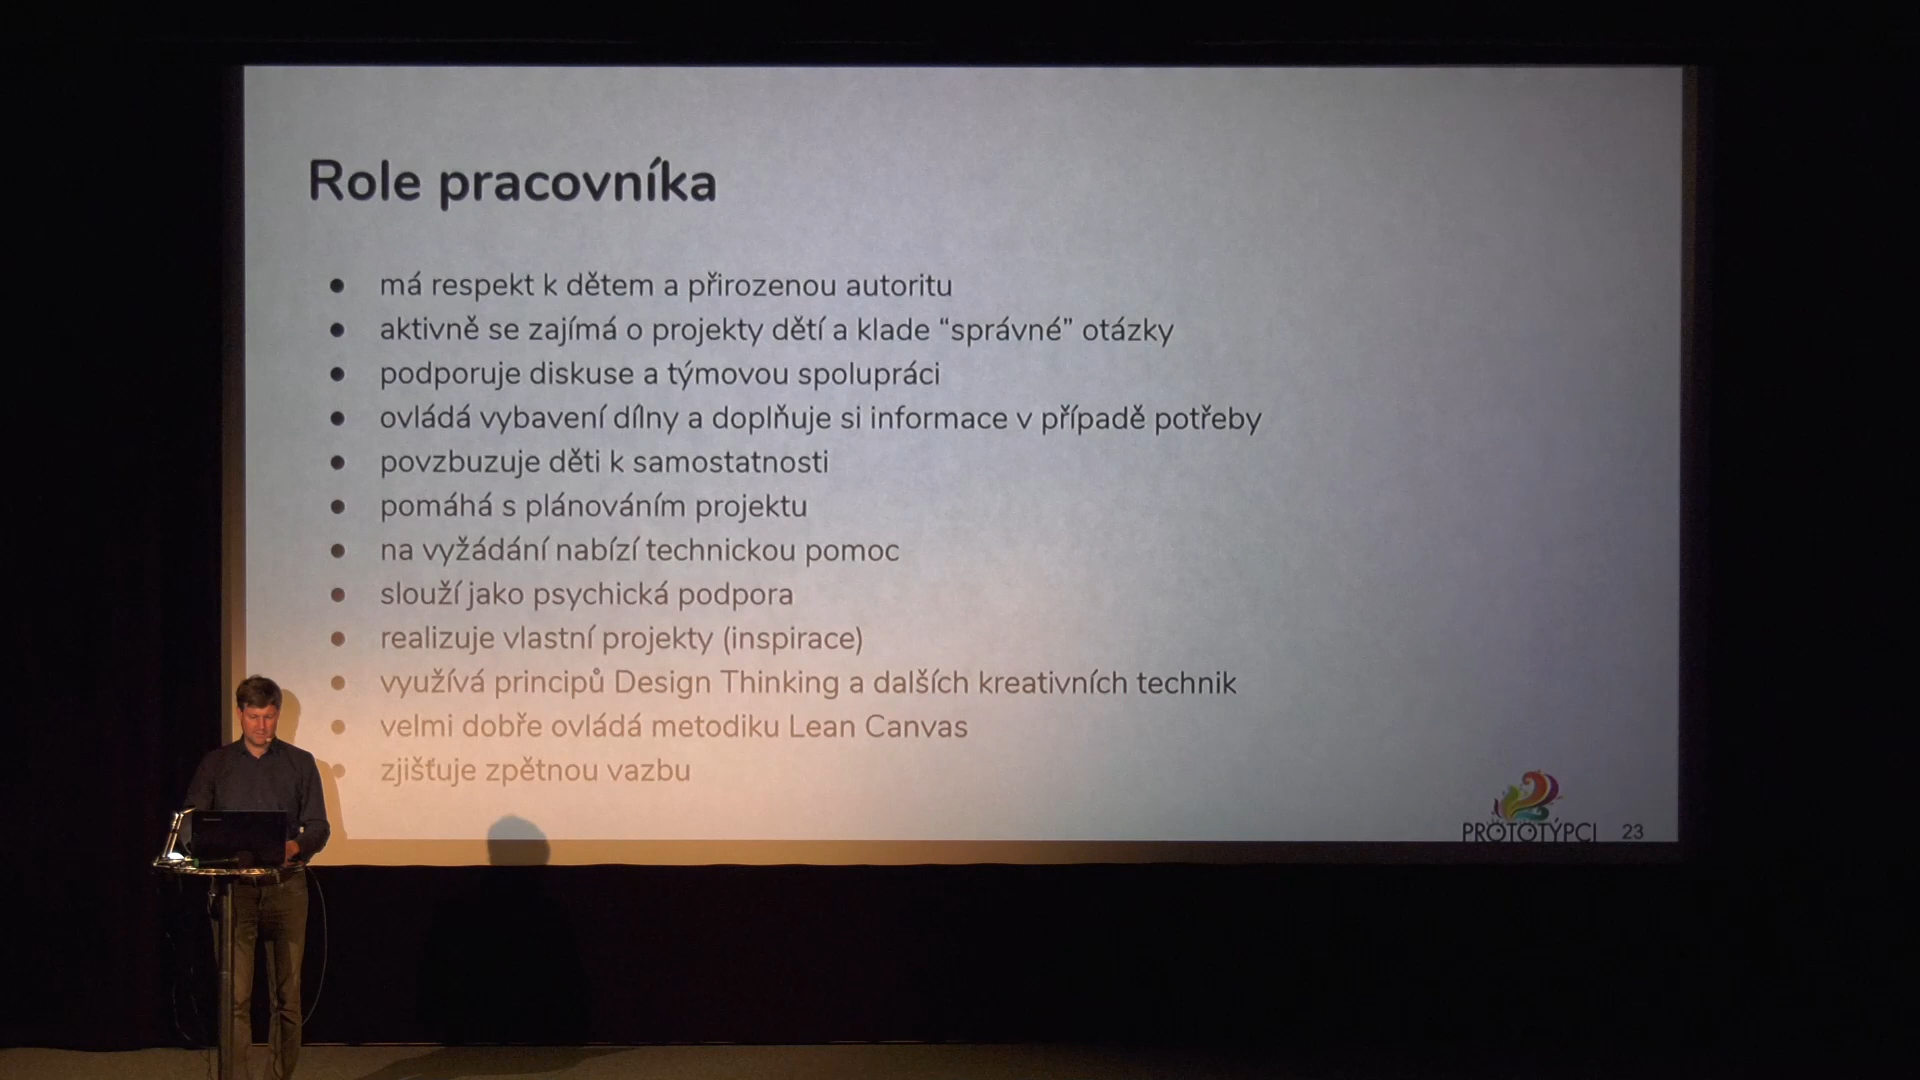 Role pracovníka
● má respekt k dětem a přirozenou autoritu
● aktivně se zajímá o projekty dětí a klade “správné” otázky
● podporuje diskuse a týmovou spolupráci
● ovládá vybavení dílny a doplňuje si informace v případě potřeby
● povzbuzuje děti k samostatnosti
● pomáhá s plánováním projektu
● na vyžádání nabízí technickou pomoc
● slouží jako psychická podpora
● realizuje vlastní projekty (inspirace)
● využívá principů Design Thinking a dalších kreativních technik
● velmi dobře ovládá metodiku Lean Canvas
● zjišťuje zpětnou vazbu
PROTOTÝPCI 23